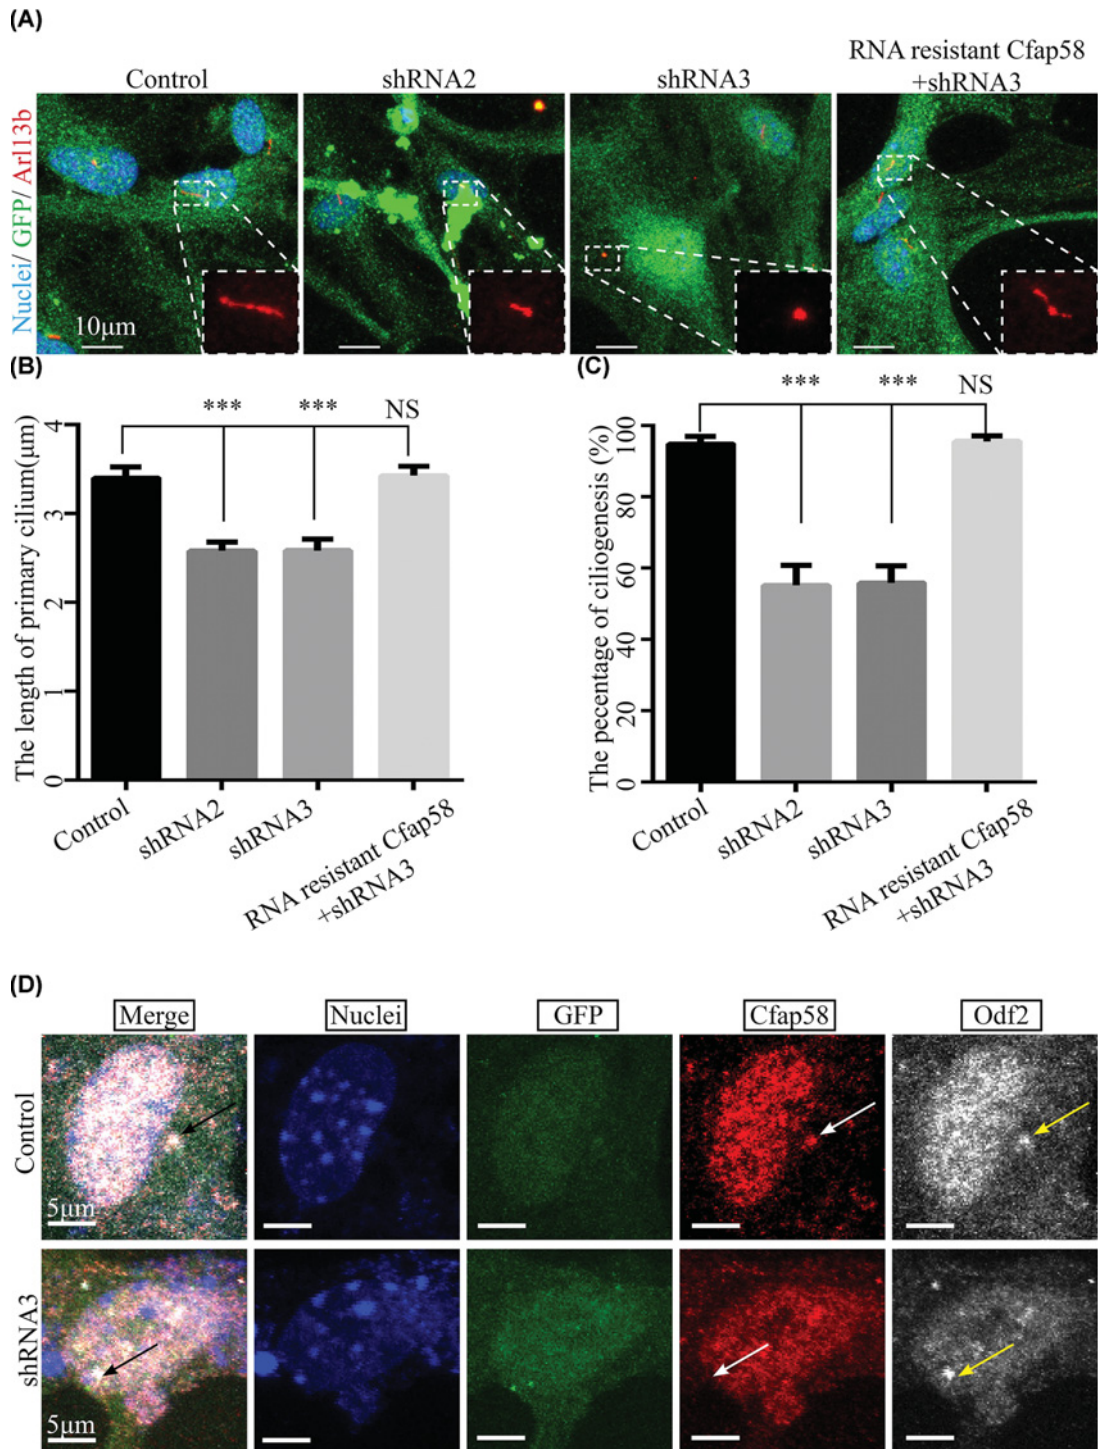 (A)
Control
shRNA2
shRNA3
RNA resistant Cfap58
+shRNA3
Nuclei/ GFP/ Arl13b
10μm
(B)
The length of primary cilium(μm)
4
3
2
1
0
***
***
NS
Control
shRNA2
shRNA3
RNA resistant Cfap58
+shRNA3
(C)
The pecentage of ciliogenesis (%)
100
80
60
40
20
0
***
***
NS
Control
shRNA2
shRNA3
RNA resistant Cfap58
+shRNA3
(D)
Merge
Nuclei
GFP
Cfap58
Odf2
Control
5μm
shRNA3
5μm